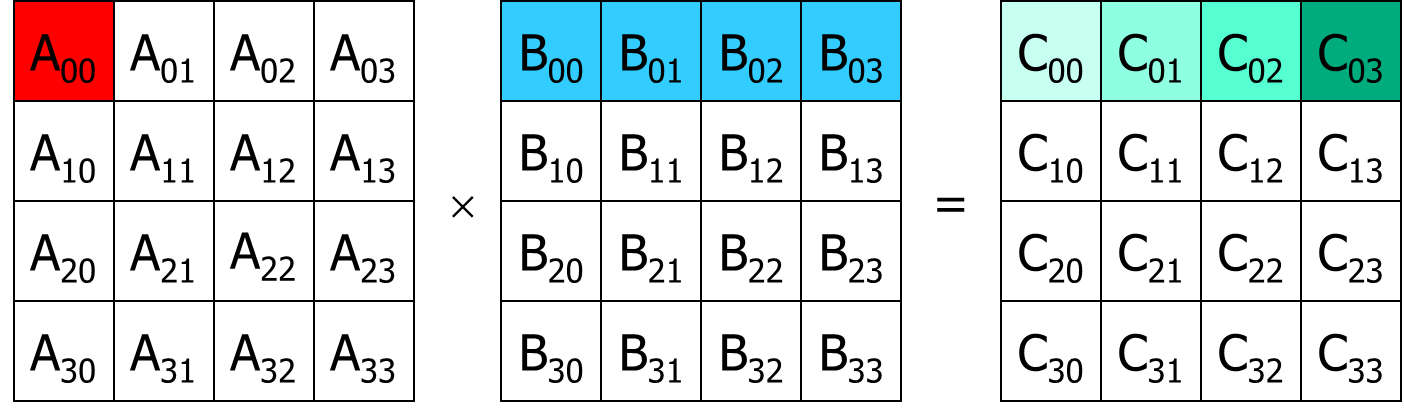 A₀₀ A₀₁ A₀₂ A₀₃ B₀₀ B₀₁ B₀₂ B₀₃ C₀₀ C₀₁ C₀₂ C₀₃
A₁₀ A₁₁ A₁₂ A₁₃ B₁₀ B₁₁ B₁₂ B₁₃ C₁₀ C₁₁ C₁₂ C₁₃
× =
A₂₀ A₂₁ A₂₂ A₂₃ B₂₀ B₂₁ B₂₂ B₂₃ C₂₀ C₂₁ C₂₂ C₂₃
A₃₀ A₃₁ A₃₂ A₃₃ B₃₀ B₃₁ B₃₂ B₃₃ C₃₀ C₃₁ C₃₂ C₃₃